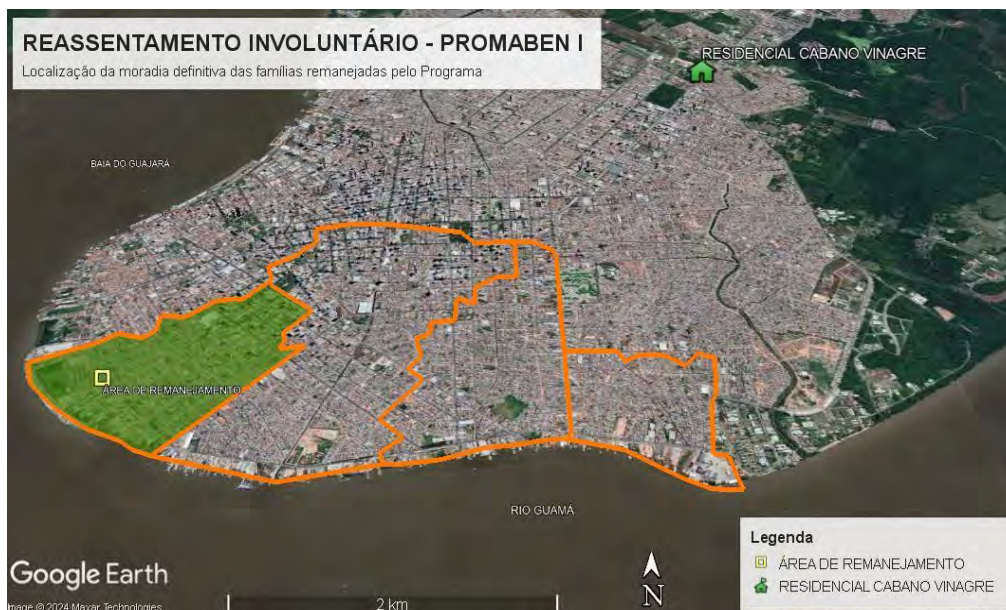 REASSENTAMENTO INVOLUNTÁRIO - PROMABEN I
Localização da moradia definitiva das famílias remanejadas pelo Programa
RESIDENCIAL CABANO VINAGRE
BAIA DO GUAJARÁ
ÁREA DE REMANEJAMENTO
RIO GUAMÁ
Legenda
ÁREA DE REMANEJAMENTO
RESIDENCIAL CABANO VINAGRE
Google Earth
Image © 2024 Maxar Technologies
2 km
N